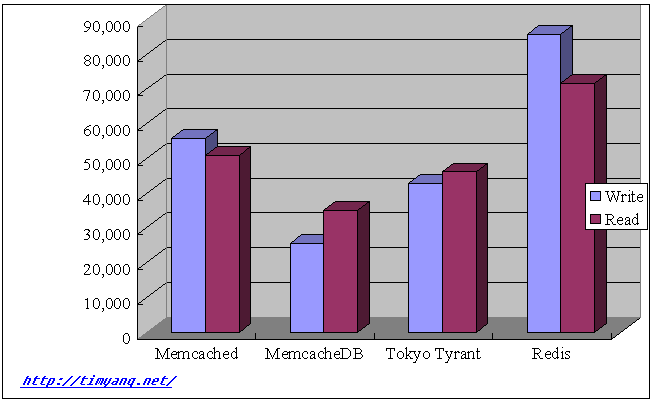 90,000
80,000
70,000
60,000
50,000
40,000
30,000
20,000
10,000
0
Write
Read
Memcached MemcacheDB Tokyo Tyrant Redis
http://timyang.net/